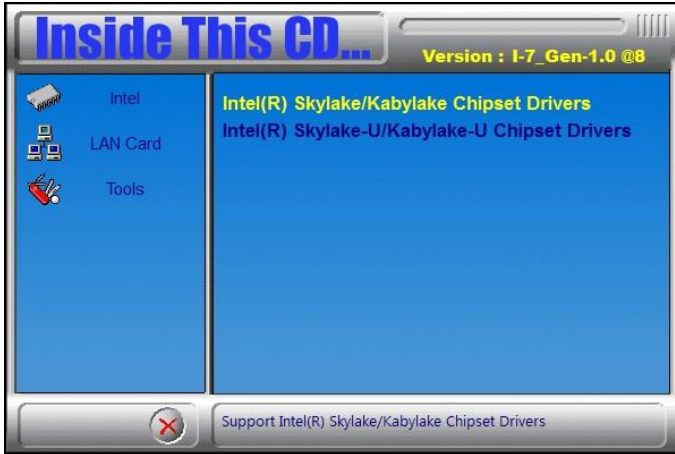 Inside This CD...
Version : I-7_Gen-1.0 @8
Intel
LAN Card
Tools
Intel(R) Skylake/Kabylake Chipset Drivers
Intel(R) Skylake-U/Kabylake-U Chipset Drivers
Support Intel(R) Skylake/Kabylake Chipset Drivers